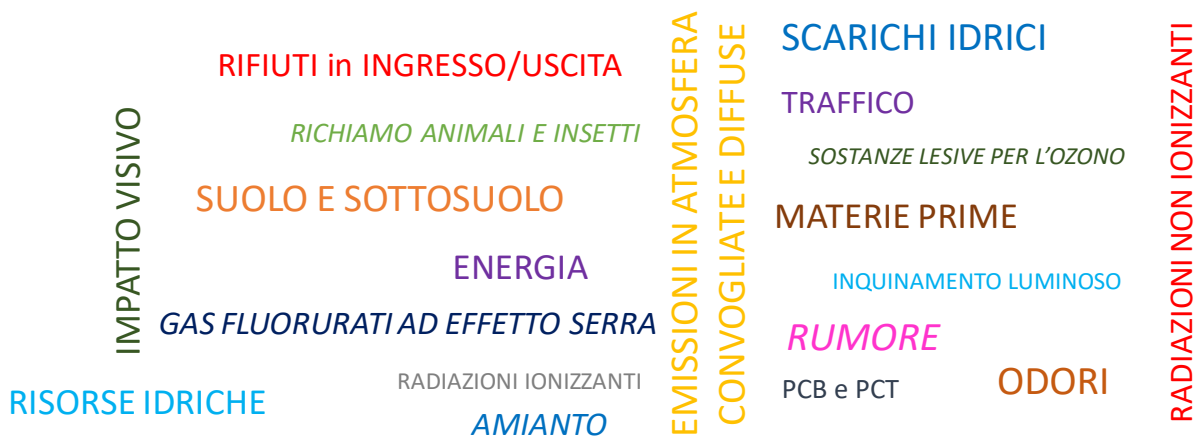 IMPATTO VISIVO
RIFIUTI in INGRESSO/USCITA
RICHIAMO ANIMALI E INSETTI
SUOLO E SOTTOSUOLO
ENERGIA
GAS FLUORURATI AD EFFETTO SERRA
RADIAZIONI IONIZZANTI
RISORSE IDRICHE
AMIANTO
EMISSIONI IN ATMOSFERA
CONVOGLIATE E DIFFUSE
SCARICHI IDRICI
TRAFFICO
SOSTANZE LESIVE PER L'OZONO
MATERIE PRIME
INQUINAMENTO LUMINOSO
RUMORE
PCB e PCT
ODORI
RADIAZIONI NON IONIZZANTI